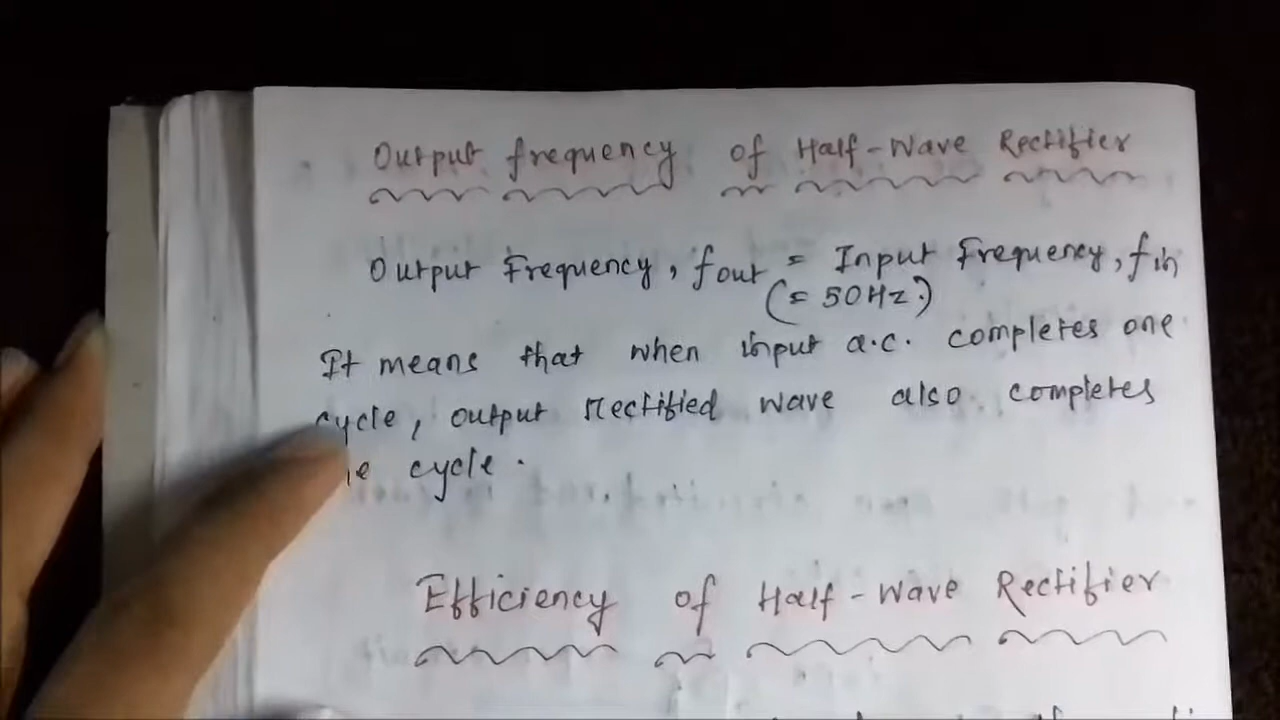 Output frequency of Half-Wave Rectifier
Output Frequency, fout = Input Frequency, fin
(= 50Hz.)
It means that when input a.c. completes one
cycle, output rectified wave also completes
cycle.
Efficiency of Half-Wave Rectifier